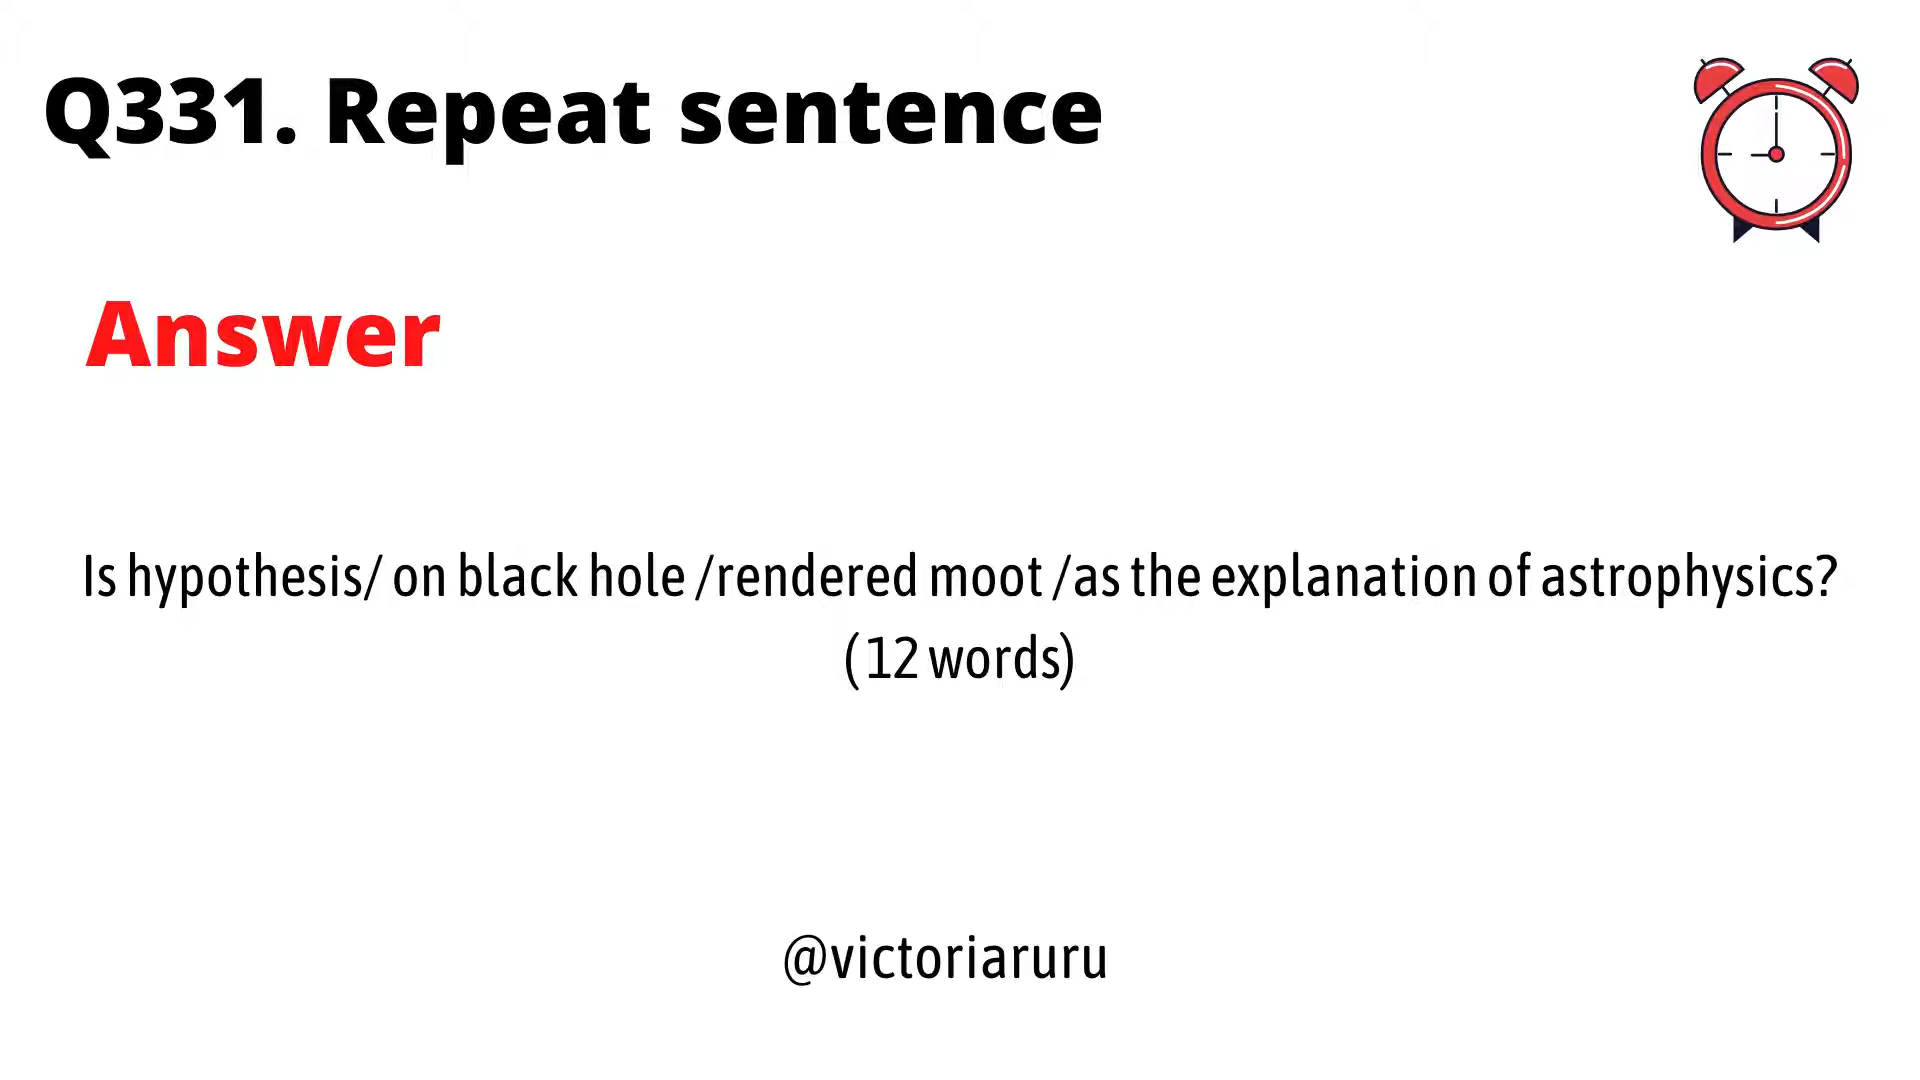 Q331. Repeat sentence
Answer
Is hypothesis/ on black hole /rendered moot /as the explanation of astrophysics?
(12 words)
@victoriaruru